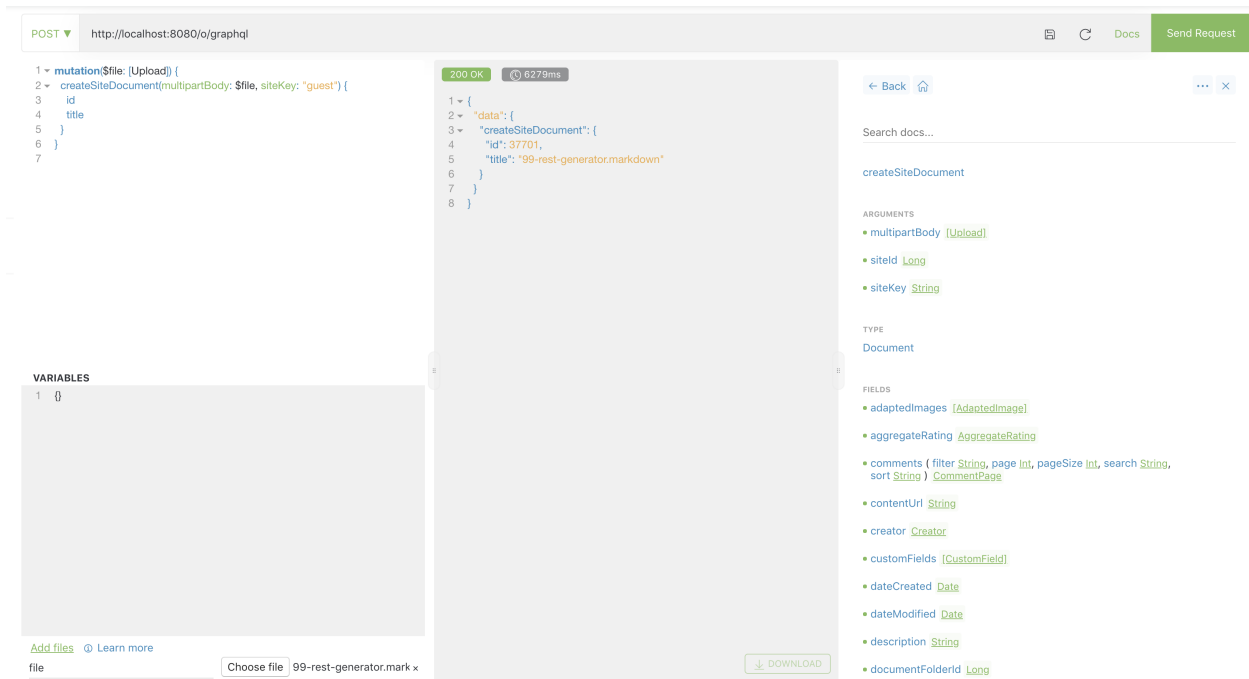 POST ▼ http://localhost:8080/o/graphql Docs Send Request
1 mutation($file: [Upload]) {
2 createSiteDocument(multipartBody: $file, siteKey: "guest") {
3 id
4 title
5 }
6 }
7
VARIABLES
1 {}
Add files Learn more
file Choose file 99-rest-generator.mark ×
200 OK 6279ms
1 {
2 "data": {
3 "createSiteDocument": {
4 "id": 37701,
5 "title": "99-rest-generator.markdown"
6 }
7 }
8 }
DOWNLOAD
← Back
Search docs...
createSiteDocument
ARGUMENTS
multipartBody [Upload]
siteId Long
siteKey String
TYPE
Document
FIELDS
adaptedImages [AdaptedImage]
aggregateRating AggregateRating
comments ( filter String, page Int, pageSize Int, search String,
sort String ) CommentPage
contentUrl String
creator Creator
customFields [CustomField]
dateCreated Date
dateModified Date
description String
documentFolderId Long